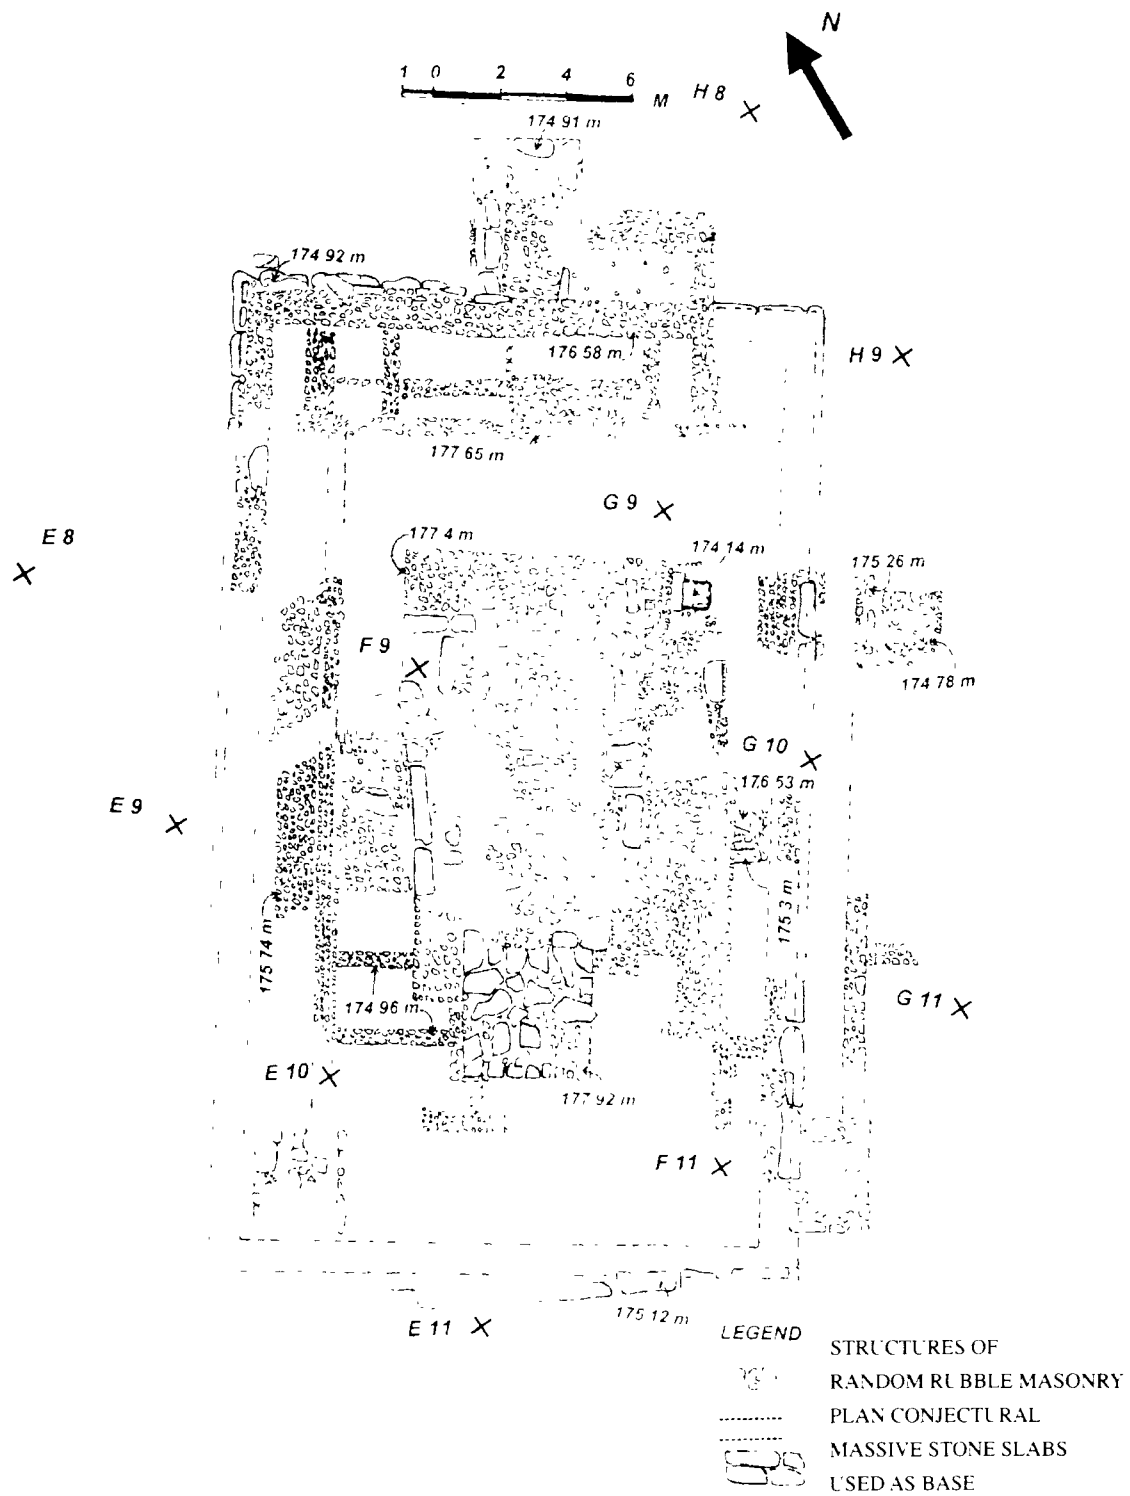 N
1 0 2 4 6
M
H 8
174 91 m
174 92 m
176 58 m
H 9
177 65 m
G 9
E 8
177 4 m
174 14 m
175 26 m
F 9
174 78 m
G 10
176 53 m
E 9
175 3 m
175 74 m
174 96 m
G 11
E 10
177 92 m
F 11
175 12 m
E 11
LEGEND
STRUCTURES OF
RANDOM RUBBLE MASONRY
PLAN CONJECTURAL
MASSIVE STONE SLABS
USED AS BASE